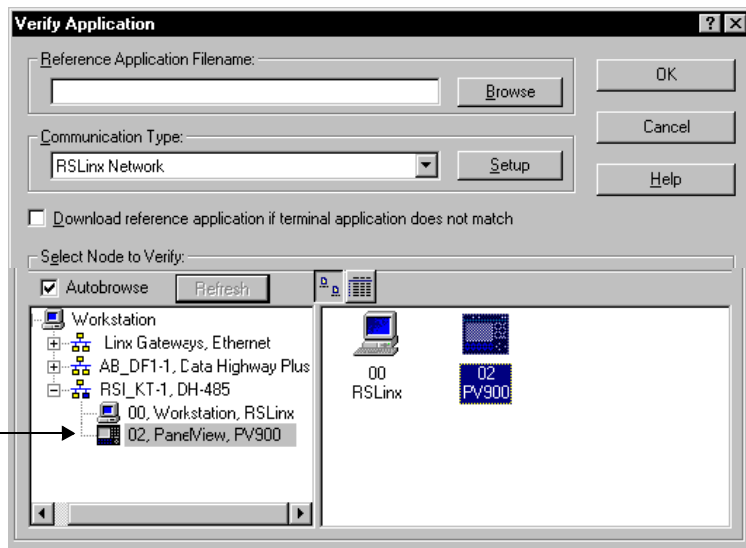 Verify Application
Reference Application Filename:
Browse
OK
Communication Type:
Cancel
RSLinx Network
Setup
Help
Download reference application if terminal application does not match
Select Node to Verify:
Autobrowse
Refresh
Workstation
Linx Gateways, Ethernet
AB_DF1-1, Data Highway Plus
RSI_KT-1, DH-485
00, Workstation, RSLinx
02, PanelView, PV900
00
RSLinx
02
PV900